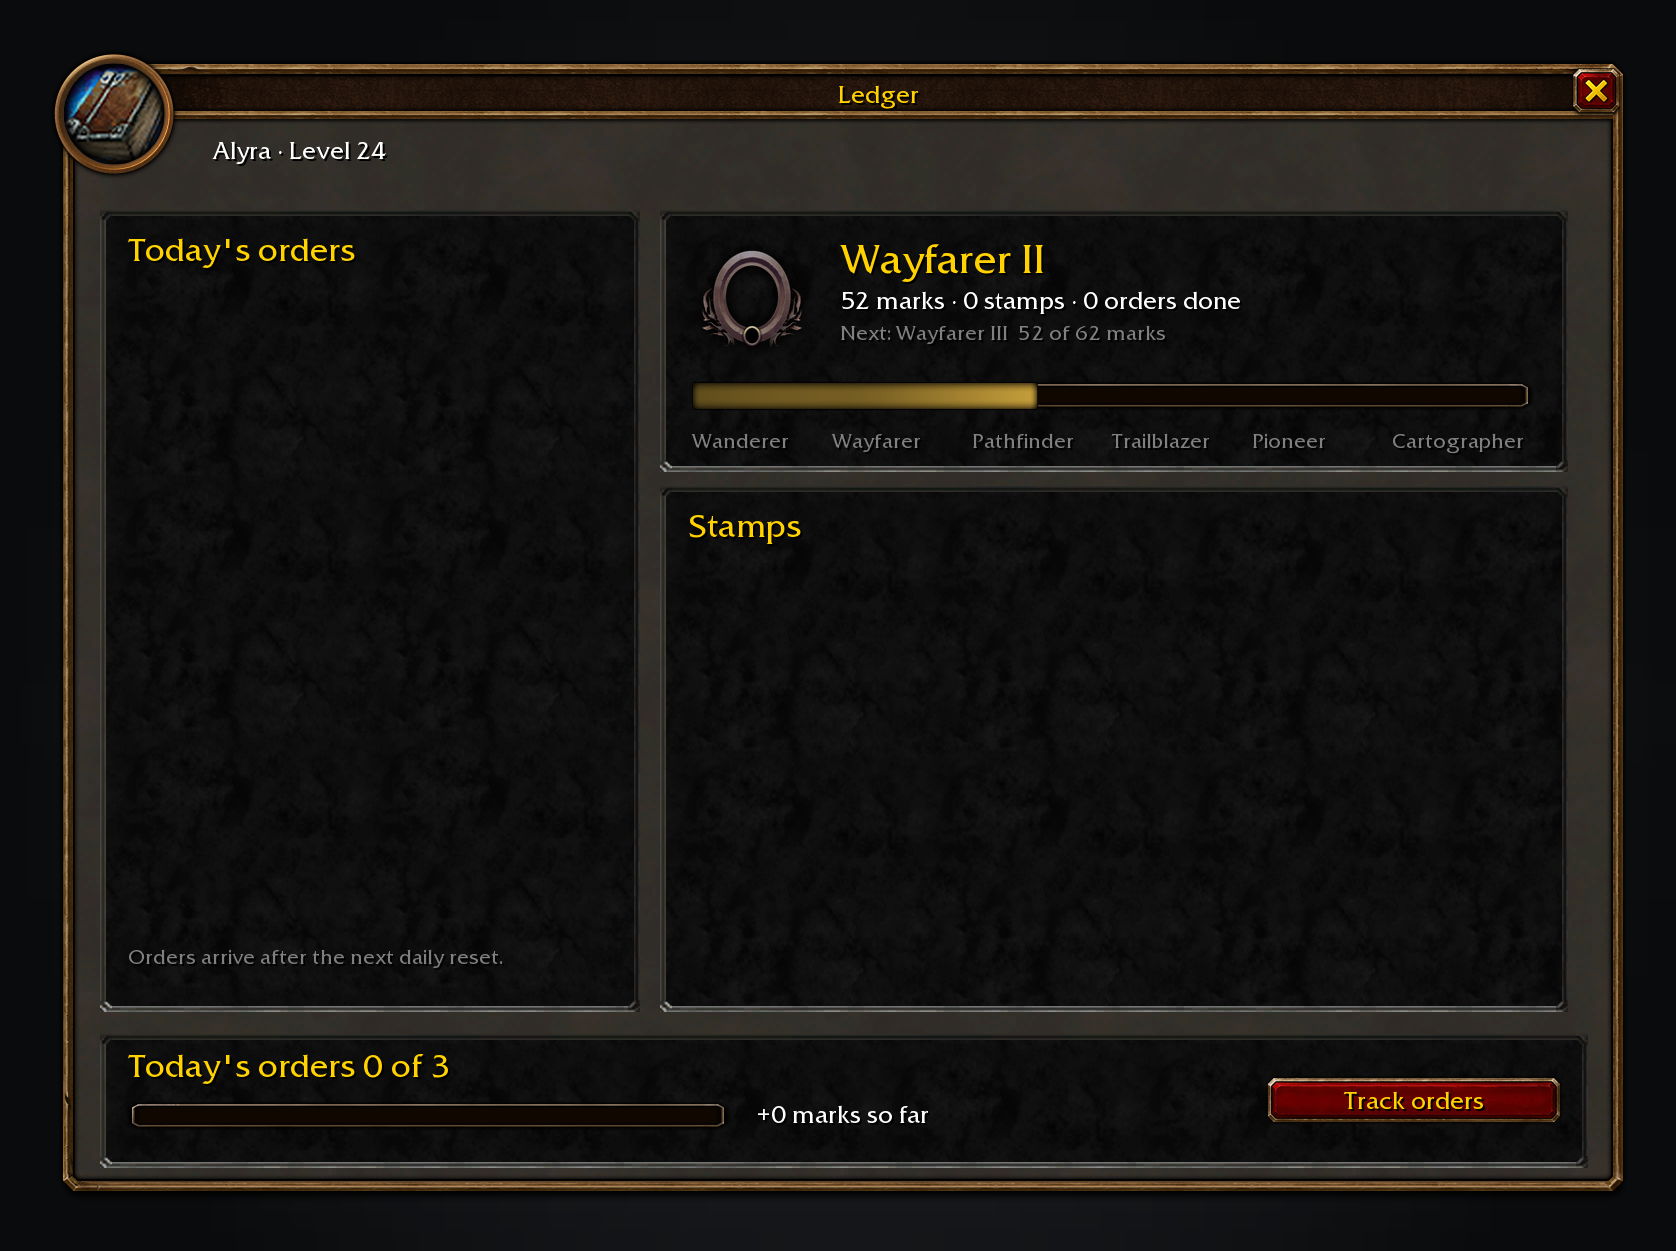 Ledger
Alyra · Level 24
Today's orders
Orders arrive after the next daily reset.
Wayfarer II
52 marks · 0 stamps · 0 orders done
Next: Wayfarer III 52 of 62 marks
Wanderer Wayfarer Pathfinder Trailblazer Pioneer Cartographer
Stamps
Today's orders 0 of 3
+0 marks so far
Track orders